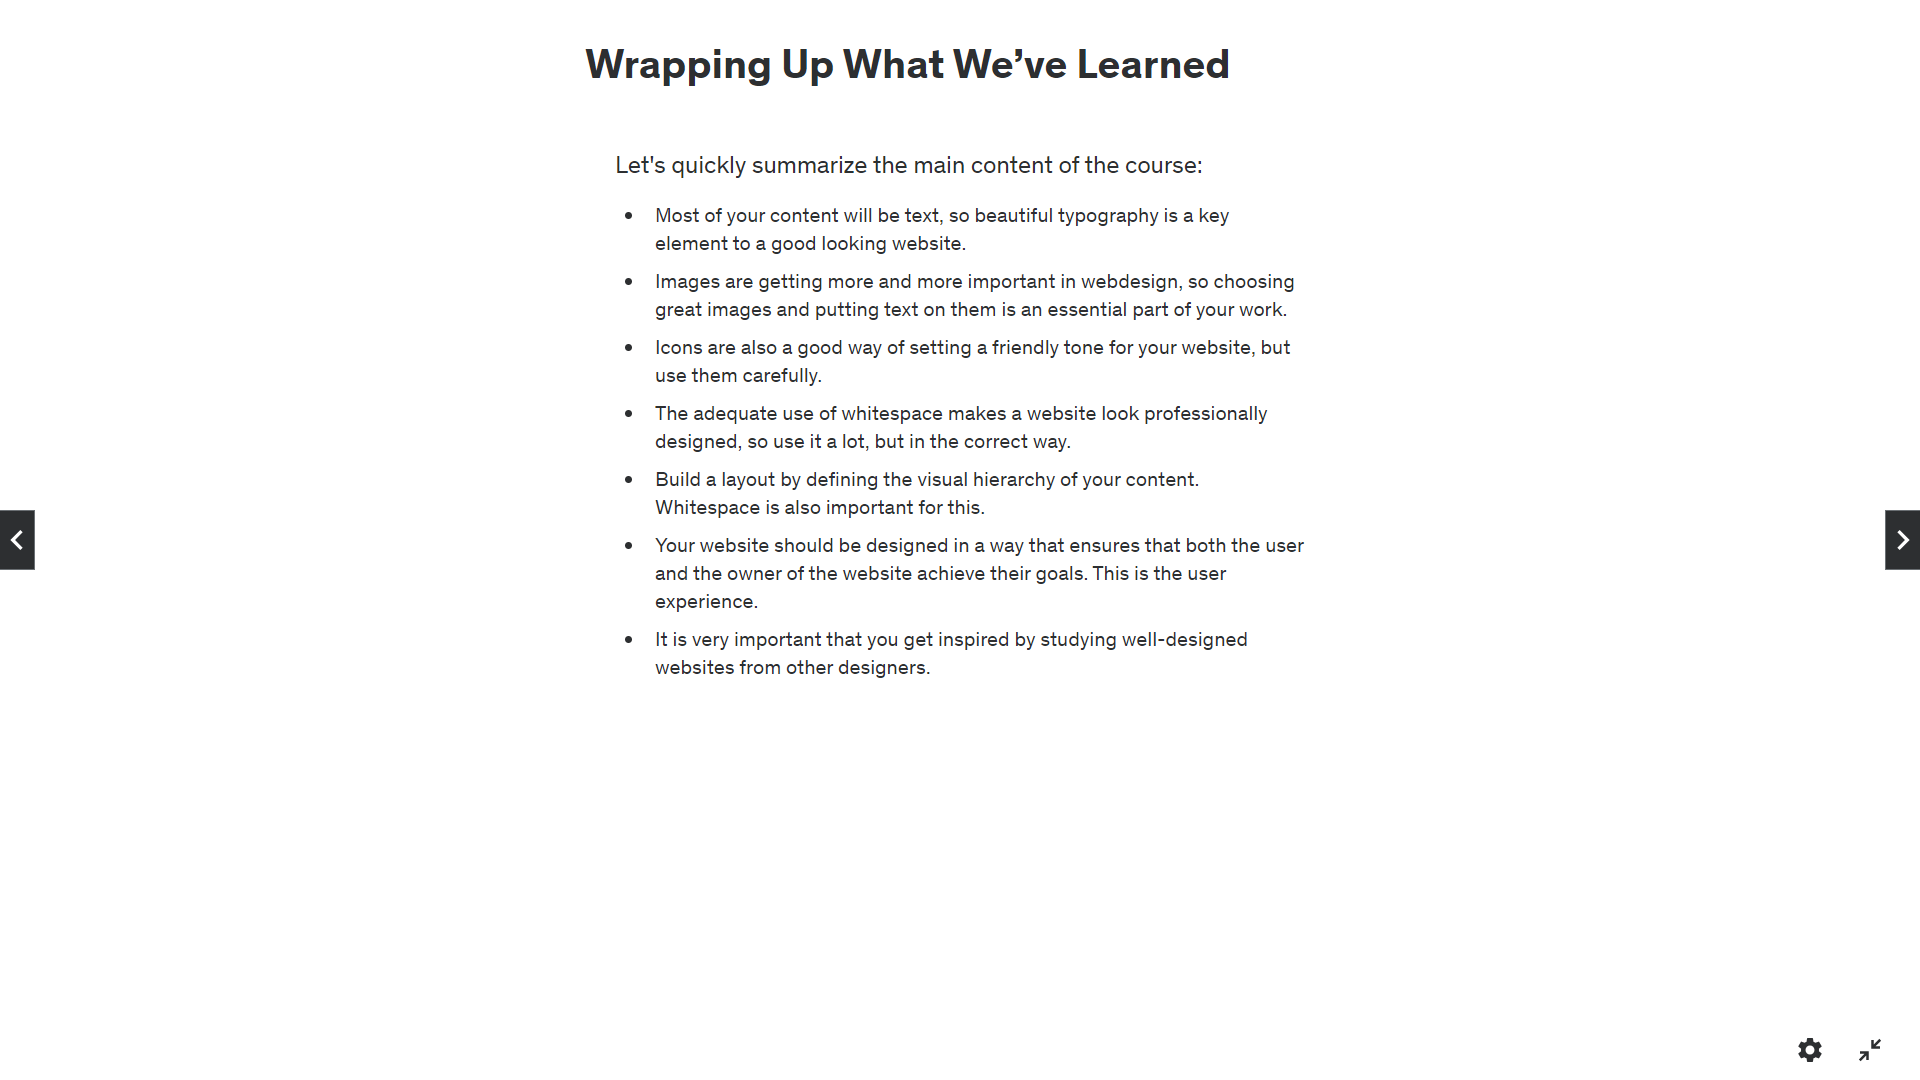 Wrapping Up What We’ve Learned
Let's quickly summarize the main content of the course:
• Most of your content will be text, so beautiful typography is a key
element to a good looking website.
• Images are getting more and more important in webdesign, so choosing
great images and putting text on them is an essential part of your work.
• Icons are also a good way of setting a friendly tone for your website, but
use them carefully.
• The adequate use of whitespace makes a website look professionally
designed, so use it a lot, but in the correct way.
• Build a layout by defining the visual hierarchy of your content.
Whitespace is also important for this.
• Your website should be designed in a way that ensures that both the user
and the owner of the website achieve their goals. This is the user
experience.
• It is very important that you get inspired by studying well-designed
websites from other designers.